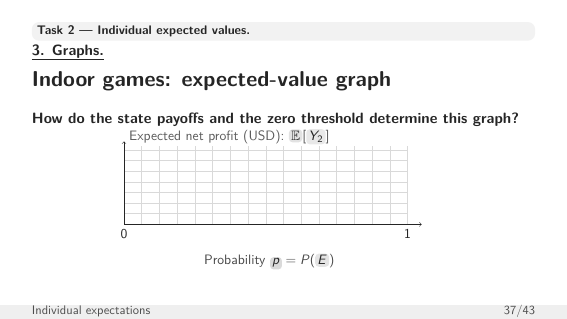 Task 2 — Individual expected values.
3. Graphs.
Indoor games: expected-value graph
How do the state payoffs and the zero threshold determine this graph?
Expected net profit (USD): 𝔼[Y₂]
0 1
Probability p = P(E)
Individual expectations 37/43